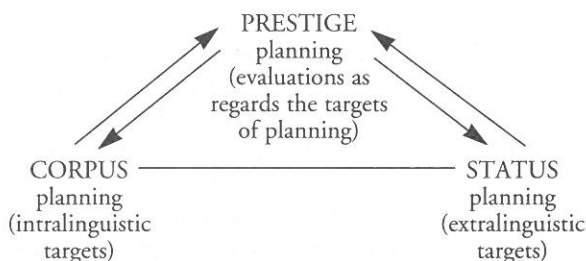 PRESTIGE
planning
(evaluations as
regards the targets
of planning)
CORPUS
planning
(intralinguistic
targets)
STATUS
planning
(extralinguistic
targets)